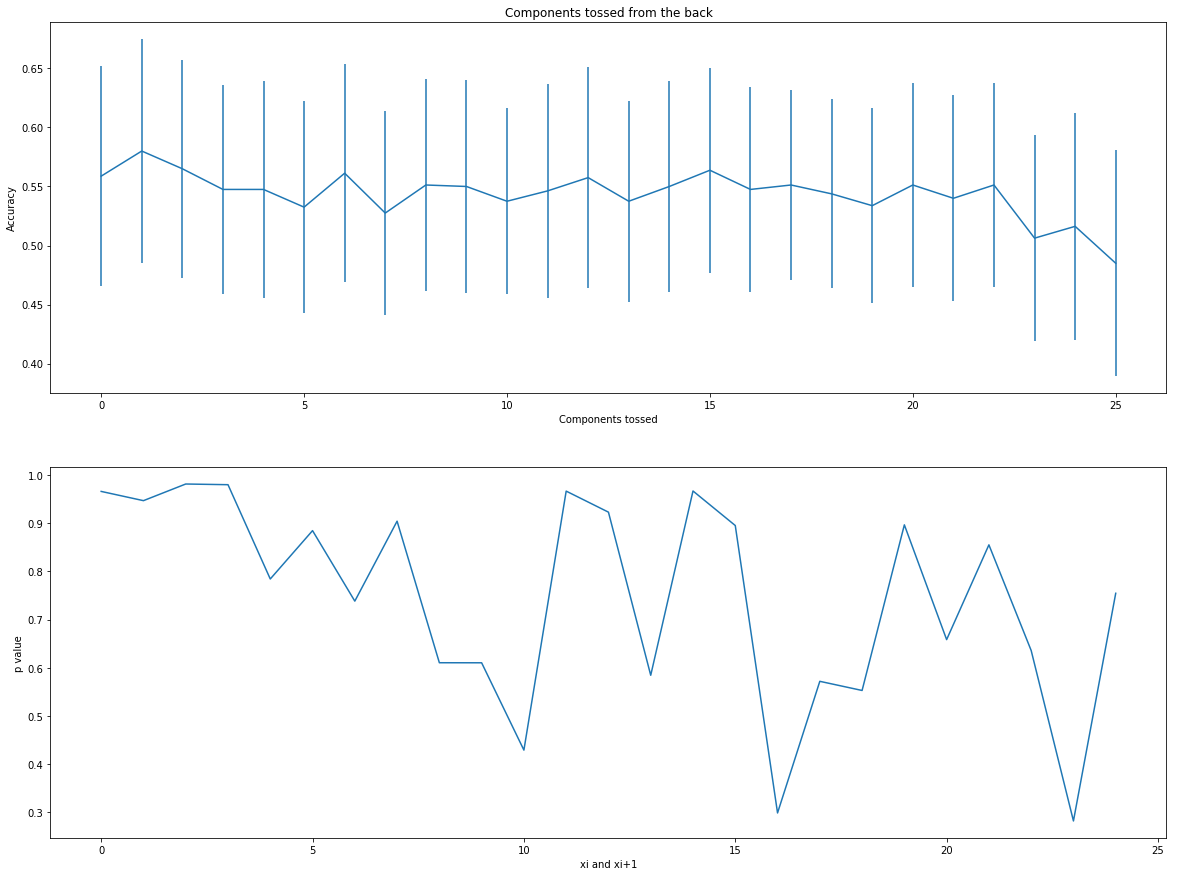 Components tossed from the back
0.65
0.60
0.55
0.50
0.45
0.40
Accuracy
0 5 10 15 20 25
Components tossed
1.0
0.9
0.8
0.7
0.6
0.5
0.4
0.3
p value
0 5 10 15 20 25
xi and xi+1